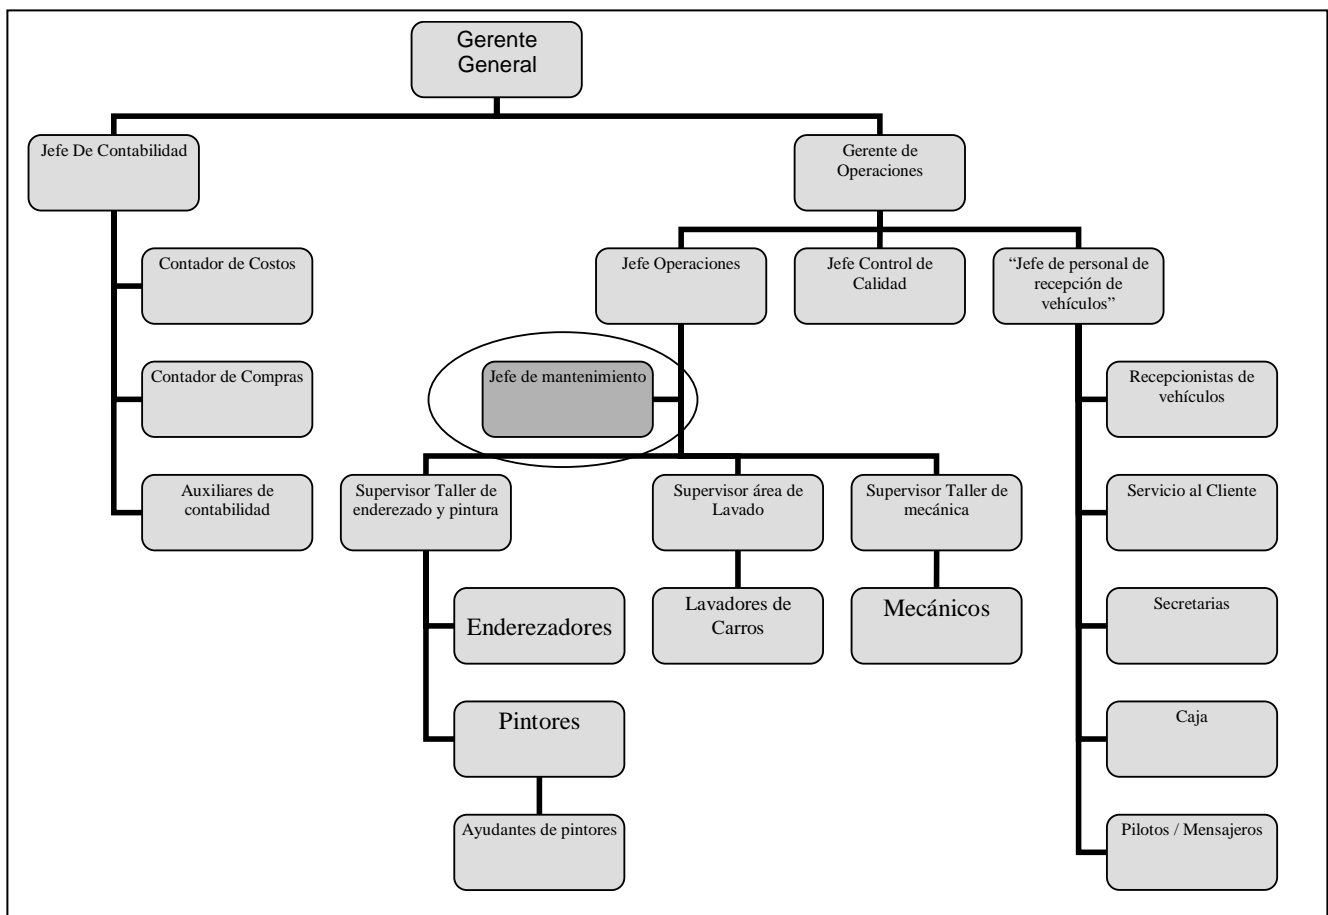 Gerente
General
Jefe De Contabilidad
Gerente de
Operaciones
Contador de Costos
Jefe Operaciones
Jefe Control de
Calidad
“Jefe de personal de
recepción de
vehículos”
Contador de Compras
Jefe de mantenimiento
Recepcionistas de
vehículos
Auxiliares de
contabilidad
Supervisor Taller de
enderezado y pintura
Supervisor área de
Lavado
Supervisor Taller de
mecánica
Servicio al Cliente
Enderezadores
Lavadores de
Carros
Mecánicos
Secretarias
Pintores
Caja
Ayudantes de pintores
Pilotos / Mensajeros